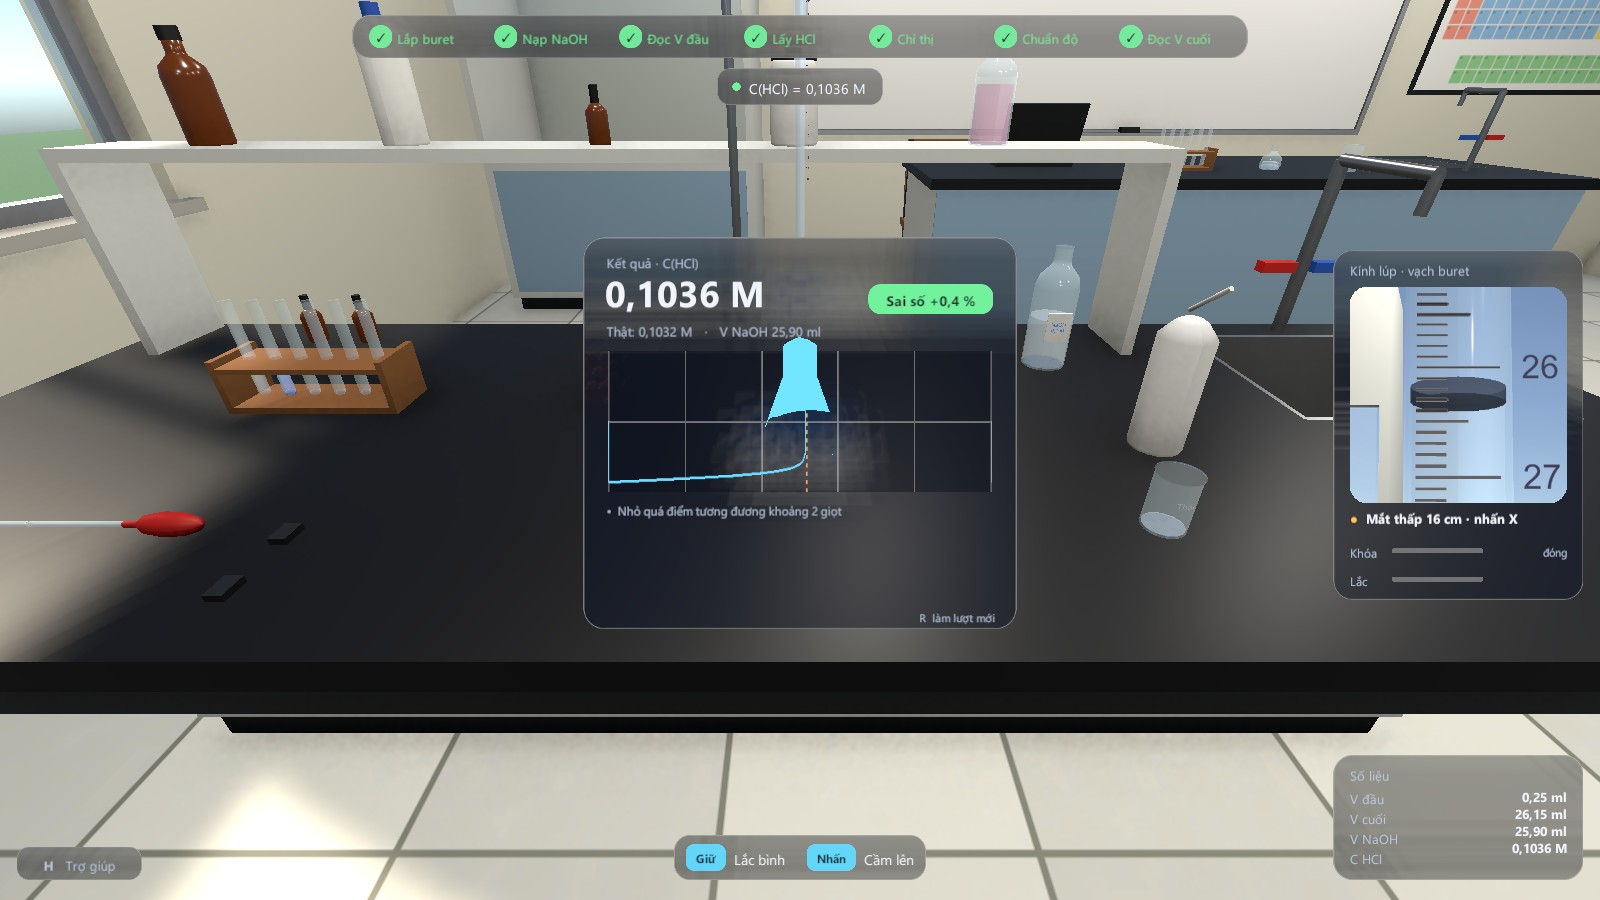 ✓ Lắp buret ✓ Nạp NaOH ✓ Đọc V đầu ✓ Lấy HCl ✓ Chỉ thị ✓ Chuẩn độ ✓ Đọc V cuối
C(HCl) = 0,1036 M
Kết quả · C(HCl)
0,1036 M
Sai số +0,4 %
Thật: 0,1032 M · V NaOH 25,90 ml
• Nhỏ quá điểm tương đương khoảng 2 giọt
R làm lượt mới
Kính lúp · vạch buret
26
27
Mắt thấp 16 cm · nhấn X
Khóa đóng
Lắc
Số liệu
V đầu 0,25 ml
V cuối 26,15 ml
V NaOH 25,90 ml
C HCl 0,1036 M
H Trợ giúp
Giữ Lắc bình Nhấn Cầm lên